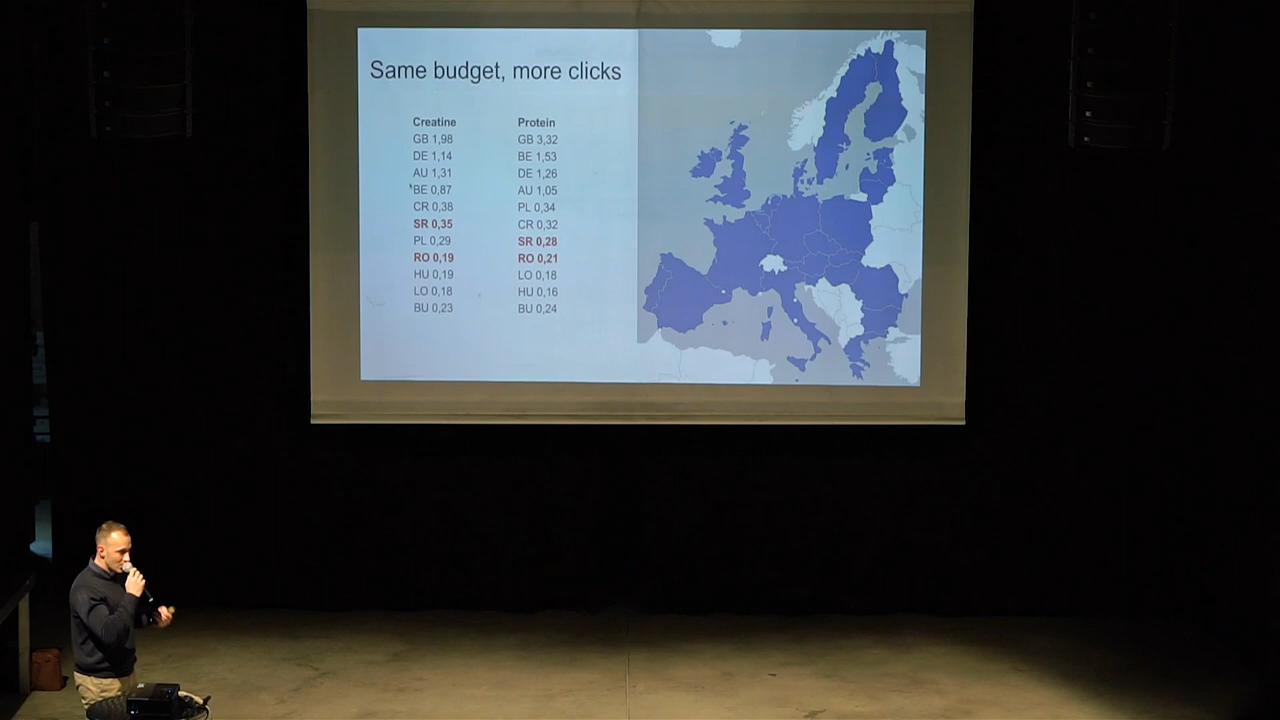 Same budget, more clicks
Creatine
GB 1,98
DE 1,14
AU 1,31
BE 0,87
CR 0,38
SR 0,35
PL 0,29
RO 0,19
HU 0,19
LO 0,18
BU 0,23
Protein
GB 3,32
BE 1,53
DE 1,26
AU 1,05
PL 0,34
CR 0,32
SR 0,28
RO 0,21
LO 0,18
HU 0,16
BU 0,24